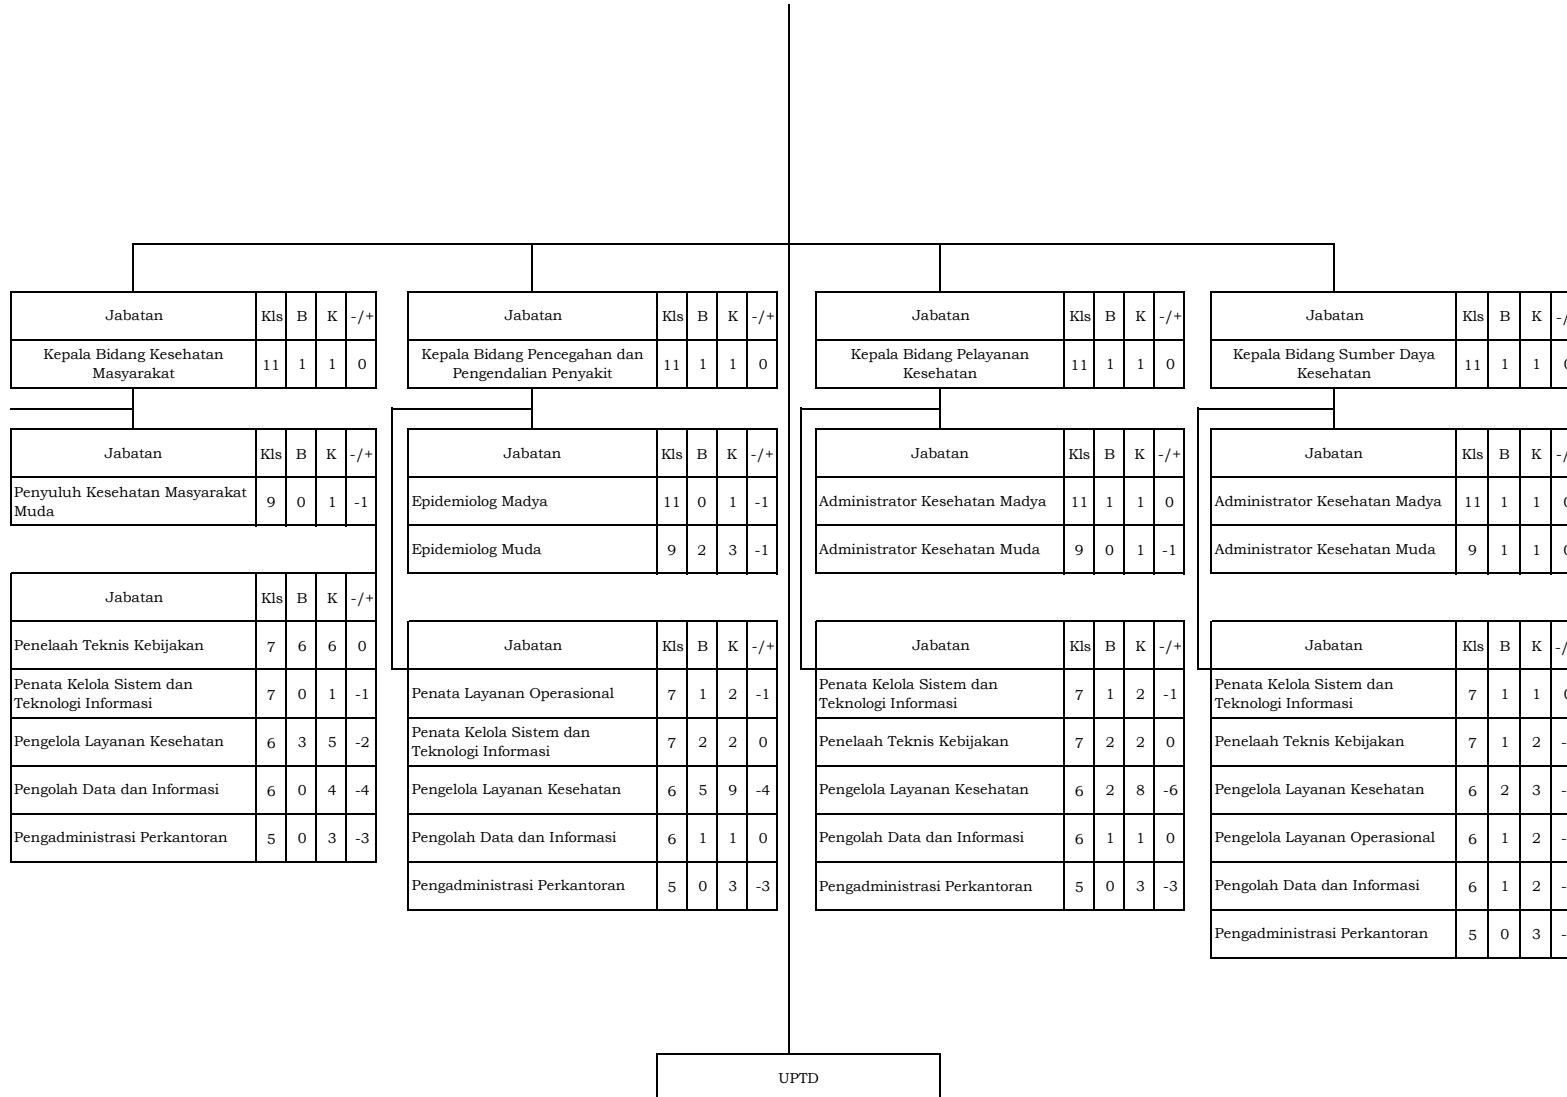 Jabatan Kls B K -/+
Kepala Bidang Kesehatan
Masyarakat 11 1 1 0
Jabatan Kls B K -/+
Penyuluh Kesehatan Masyarakat
Muda 9 0 1 -1
Jabatan Kls B K -/+
Penelaah Teknis Kebijakan 7 6 6 0
Penata Kelola Sistem dan
Teknologi Informasi 7 0 1 -1
Pengelola Layanan Kesehatan 6 3 5 -2
Pengolah Data dan Informasi 6 0 4 -4
Pengadministrasi Perkantoran 5 0 3 -3
Jabatan Kls B K -/+
Kepala Bidang Pencegahan dan
Pengendalian Penyakit 11 1 1 0
Jabatan Kls B K -/+
Epidemiolog Madya 11 0 1 -1
Epidemiolog Muda 9 2 3 -1
Jabatan Kls B K -/+
Penata Layanan Operasional 7 1 2 -1
Penata Kelola Sistem dan
Teknologi Informasi 7 2 2 0
Pengelola Layanan Kesehatan 6 5 9 -4
Pengolah Data dan Informasi 6 1 1 0
Pengadministrasi Perkantoran 5 0 3 -3
Jabatan Kls B K -/+
Kepala Bidang Pelayanan
Kesehatan 11 1 1 0
Jabatan Kls B K -/+
Administrator Kesehatan Madya 11 1 1 0
Administrator Kesehatan Muda 9 0 1 -1
Jabatan Kls B K -/+
Penata Kelola Sistem dan
Teknologi Informasi 7 1 2 -1
Penelaah Teknis Kebijakan 7 2 2 0
Pengelola Layanan Kesehatan 6 2 8 -6
Pengolah Data dan Informasi 6 1 1 0
Pengadministrasi Perkantoran 5 0 3 -3
Jabatan Kls B K
Kepala Bidang Sumber Daya
Kesehatan 11 1 1 0
Jabatan Kls B K
Administrator Kesehatan Madya 11 1 1 0
Administrator Kesehatan Muda 9 1 1 0
Jabatan Kls B K
Penata Kelola Sistem dan
Teknologi Informasi 7 1 1 0
Penelaah Teknis Kebijakan 7 1 2
Pengelola Layanan Kesehatan 6 2 3
Pengelola Layanan Operasional 6 1 2
Pengolah Data dan Informasi 6 1 2
Pengadministrasi Perkantoran 5 0 3
UPTD